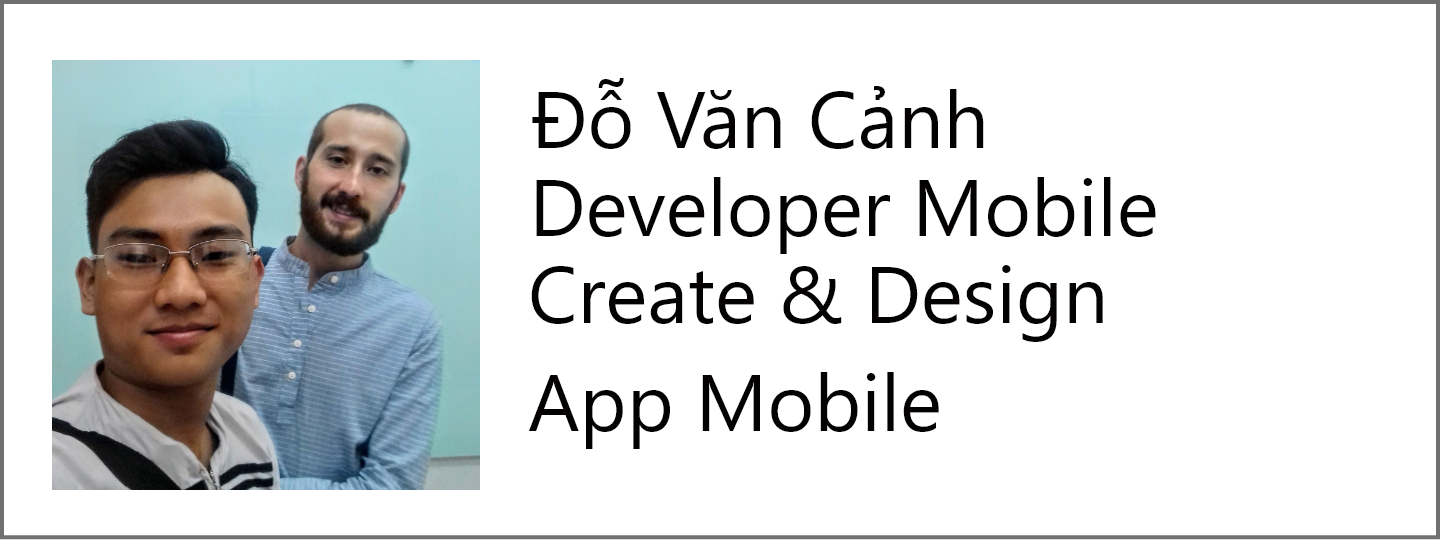 Đỗ Văn Cảnh
Developer Mobile
Create & Design
App Mobile